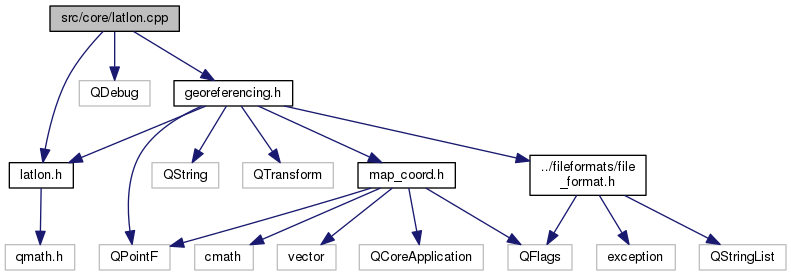 src/core/latlon.cpp
QDebug
georeferencing.h
latlon.h
QString
QTransform
map_coord.h
../fileformats/file
_format.h
qmath.h
QPointF
cmath
vector
QCoreApplication
QFlags
exception
QStringList